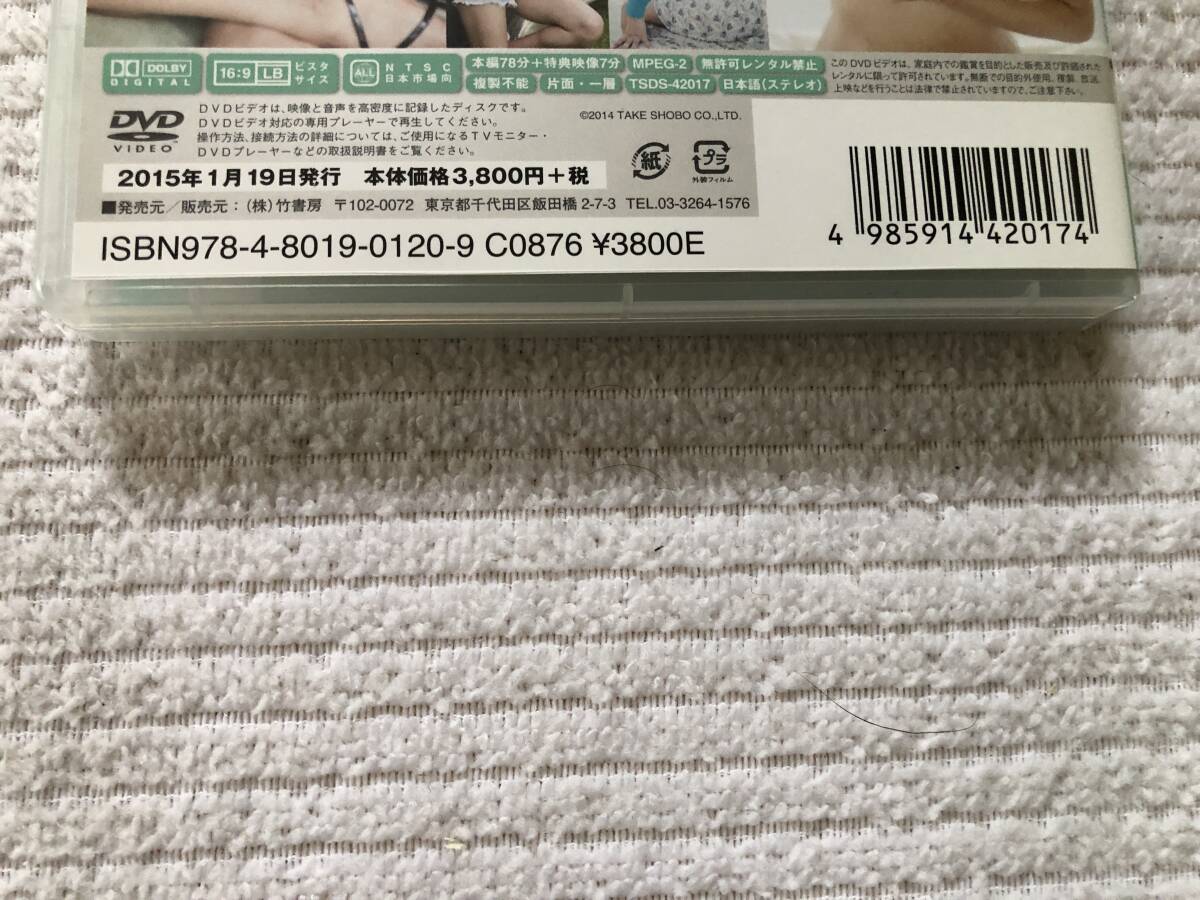 DOLBY
DIGITAL
16:9 LB ビスタ
サイズ
ALL NTSC
日本市場向
本編78分+特典映像7分 MPEG-2 無許可レンタル禁止
複製不能 片面・一層 TSDS-42017 日本語(ステレオ)
このDVDビデオは、家庭内での鑑賞を目的とした販売及び許諾された
レンタルに限って許可されています。無断での目的外使用、複製、放送、
上映などを行うことは法律で禁止されていますので、ご注意下さい。
DVD
VIDEO
DVDビデオは、映像と音声を高密度に記録したディスクです。
DVDビデオ対応の専用プレーヤーで再生してください。
操作方法、接続方法の詳細については、ご使用になるTVモニター・
DVDプレーヤーなどの取扱説明書をご覧ください。
©2014 TAKE SHOBO CO.,LTD.
紙
プラ
外装フィルム
2015年1月19日発行 本体価格3,800円+税
■発売元/販売元:(株)竹書房 〒102-0072 東京都千代田区飯田橋2-7-3 TEL.03-3264-1576
ISBN978-4-8019-0120-9 C0876 ¥3800E
4 985914 420174